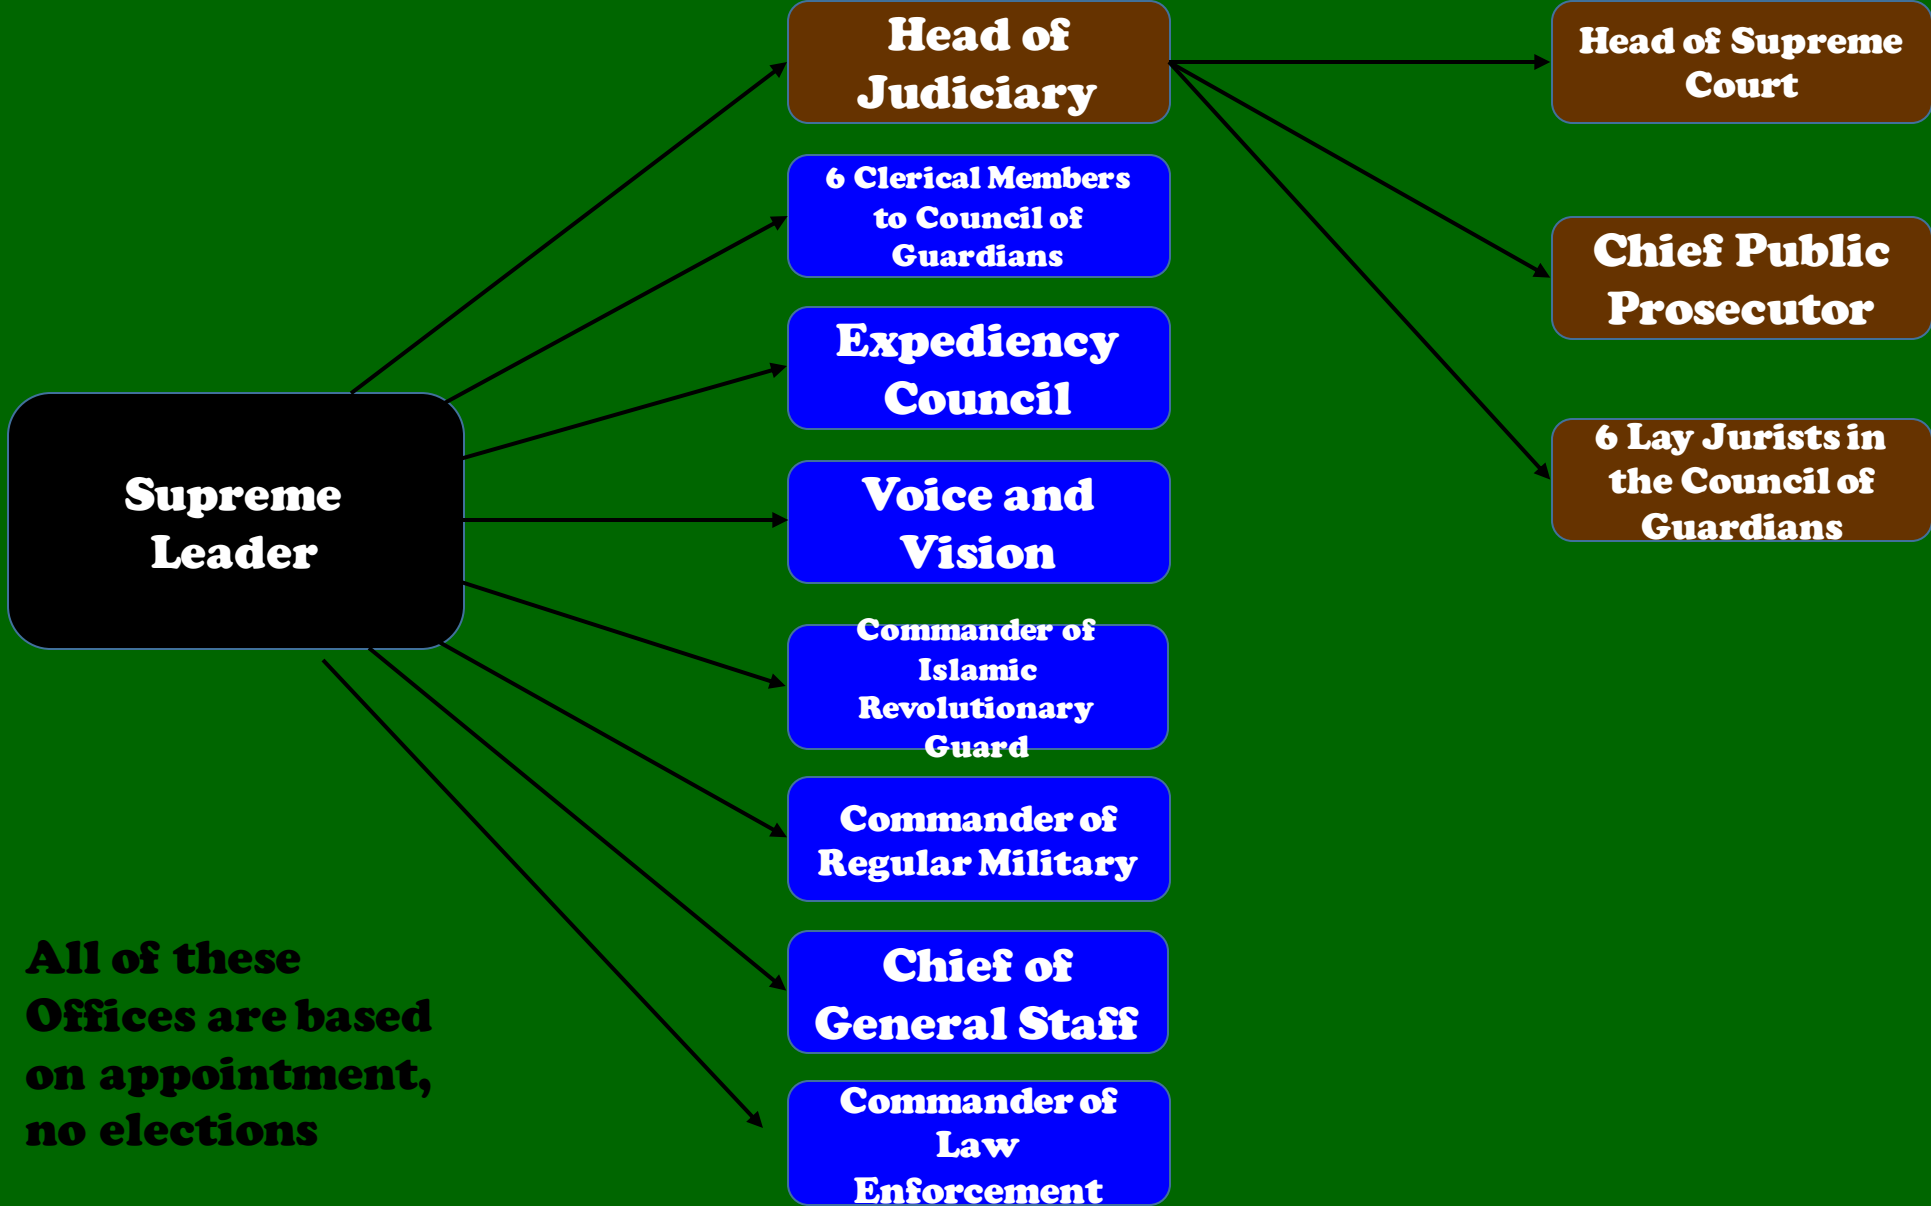 Head of
Judiciary
Head of Supreme
Court
6 Clerical Members
to Council of
Guardians
Chief Public
Prosecutor
Expediency
Council
6 Lay Jurists in
the Council of
Guardians
Supreme
Leader
Voice and
Vision
Commander of
Islamic
Revolutionary
Guard
Commander of
Regular Military
Chief of
General Staff
Commander of
Law
Enforcement
All of these
Offices are based
on appointment,
no elections